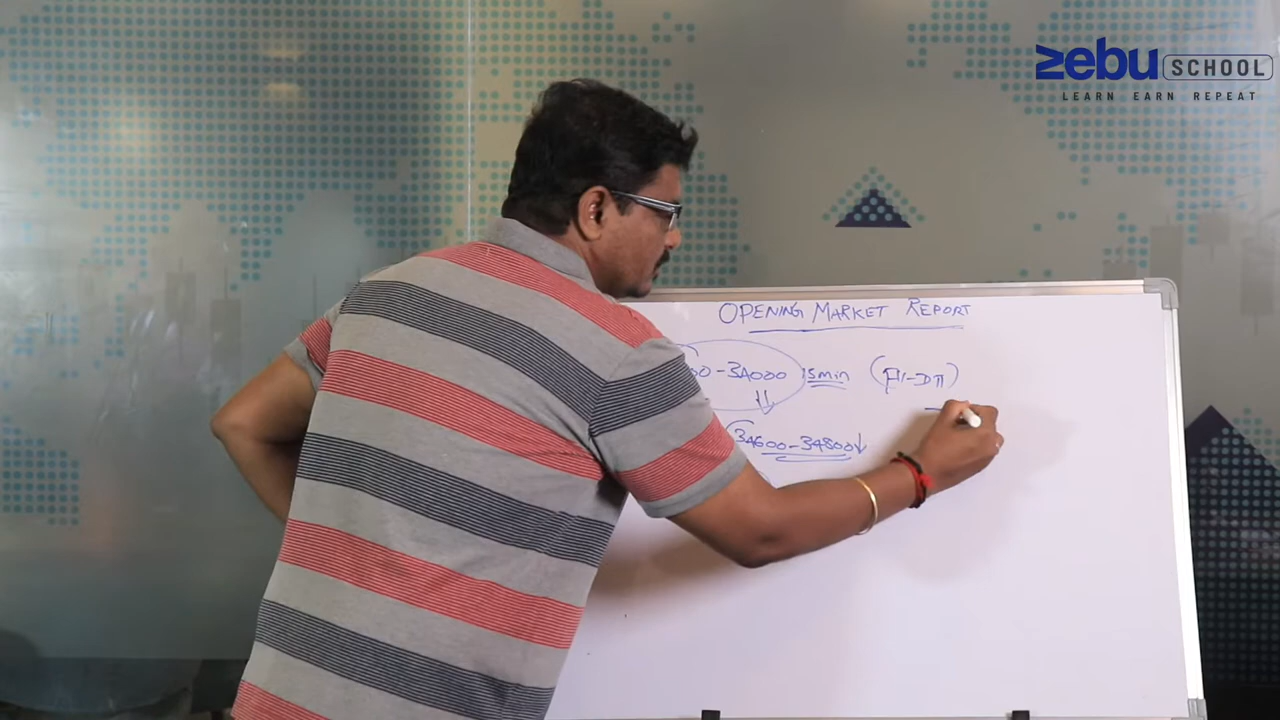 zebu SCHOOL
LEARN EARN REPEAT
OPENING MARKET REPORT
00-34000 15min (FII-DII)
34600-34800↓